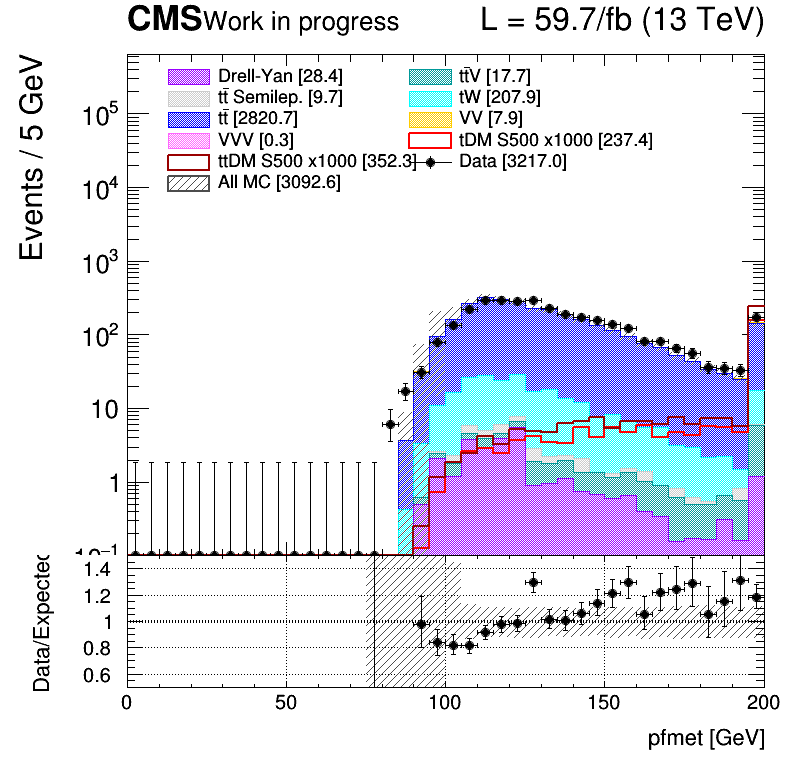 CMS Work in progress L = 59.7/fb (13 TeV)
Events / 5 GeV
Drell-Yan [28.4] tt̄V [17.7]
tt̄ Semilep. [9.7] tW [207.9]
tt̄ [2820.7] VV [7.9]
VVV [0.3] tDM S500 x1000 [237.4]
ttDM S500 x1000 [352.3] Data [3217.0]
All MC [3092.6]
10⁵
10⁴
10³
10²
10
1
10⁻¹
Data/Expected
1.4
1.2
1
0.8
0.6
0 50 100 150 200
pfmet [GeV]